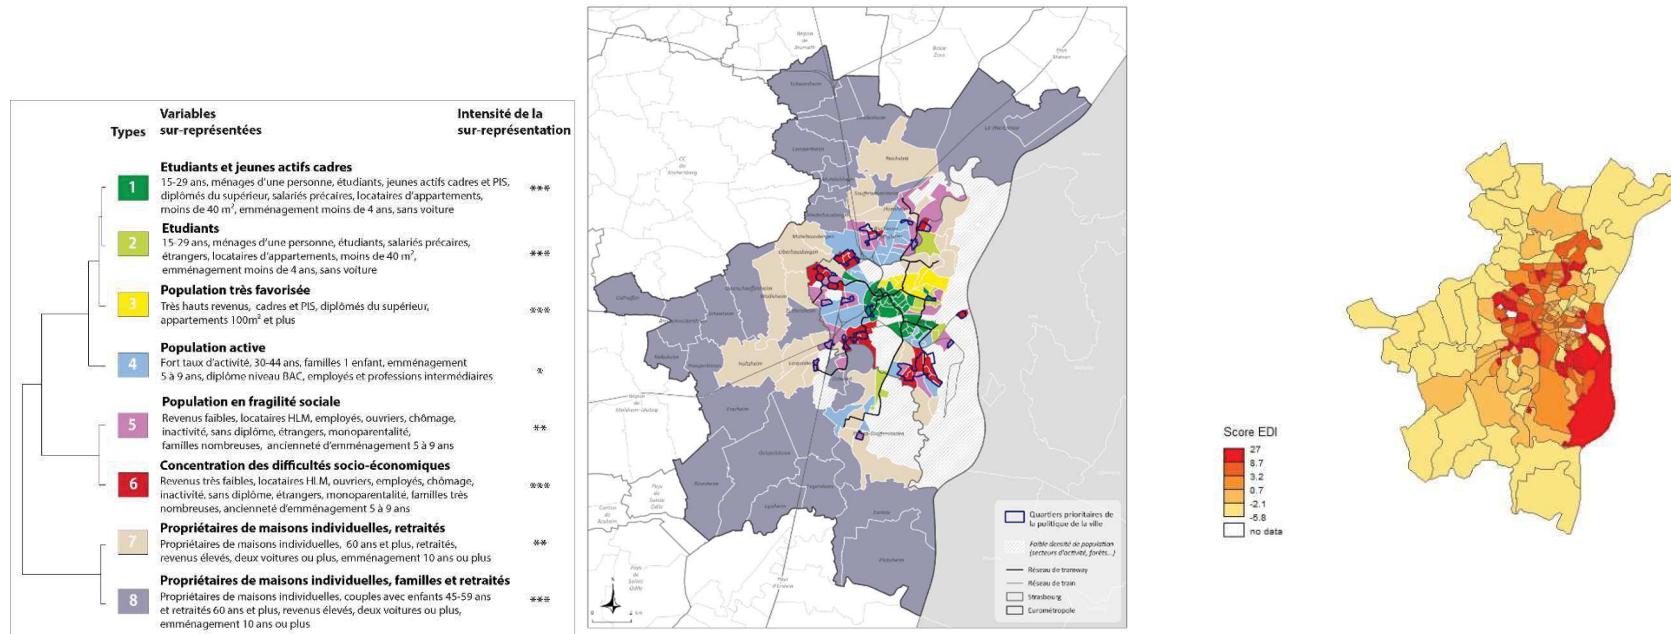 Types
Variables
sur-représentées
Intensité de la
sur-représentation
1
Etudiants et jeunes actifs cadres
15-29 ans, ménages d'une personne, étudiants, jeunes actifs cadres et PIS,
diplômés du supérieur, salariés précaires, locataires d'appartements,
moins de 40 m², emménagement moins de 4 ans, sans voiture
***
2
Etudiants
15-29 ans, ménages d'une personne, étudiants, salariés précaires,
étrangers, locataires d'appartements, moins de 40 m²,
emménagement moins de 4 ans, sans voiture
***
3
Population très favorisée
Très hauts revenus, cadres et PIS, diplômés du supérieur,
appartements 100m² et plus
***
4
Population active
Fort taux d'activité, 30-44 ans, familles 1 enfant, emménagement
5 à 9 ans, diplôme niveau BAC, employés et professions intermédiaires
*
5
Population en fragilité sociale
Revenus faibles, locataires HLM, employés, ouvriers, chômage,
inactivité, sans diplôme, étrangers, monoparentalité,
familles nombreuses, ancienneté d'emménagement 5 à 9 ans
**
6
Concentration des difficultés socio-économiques
Revenus très faibles, locataires HLM, ouvriers, employés, chômage,
inactivité, sans diplôme, étrangers, monoparentalité, familles très
nombreuses, ancienneté d'emménagement 5 à 9 ans
***
7
Propriétaires de maisons individuelles, retraités
Propriétaires de maisons individuelles, 60 ans et plus, retraités,
revenus élevés, deux voitures ou plus, emménagement 10 ans ou plus
**
8
Propriétaires de maisons individuelles, familles et retraités
Propriétaires de maisons individuelles, couples avec enfants 45-59 ans
et retraités 60 ans et plus, revenus élevés, deux voitures ou plus,
emménagement 10 ans ou plus
***
Quartiers prioritaires de
la politique de la ville
Faible densité de population
(secteurs d'activité, forêts...)
Réseau de tramway
Réseau de train
Strasbourg
Eurométropole
Score EDI
27
8.7
3.2
0.7
-2.1
-5.8
no data